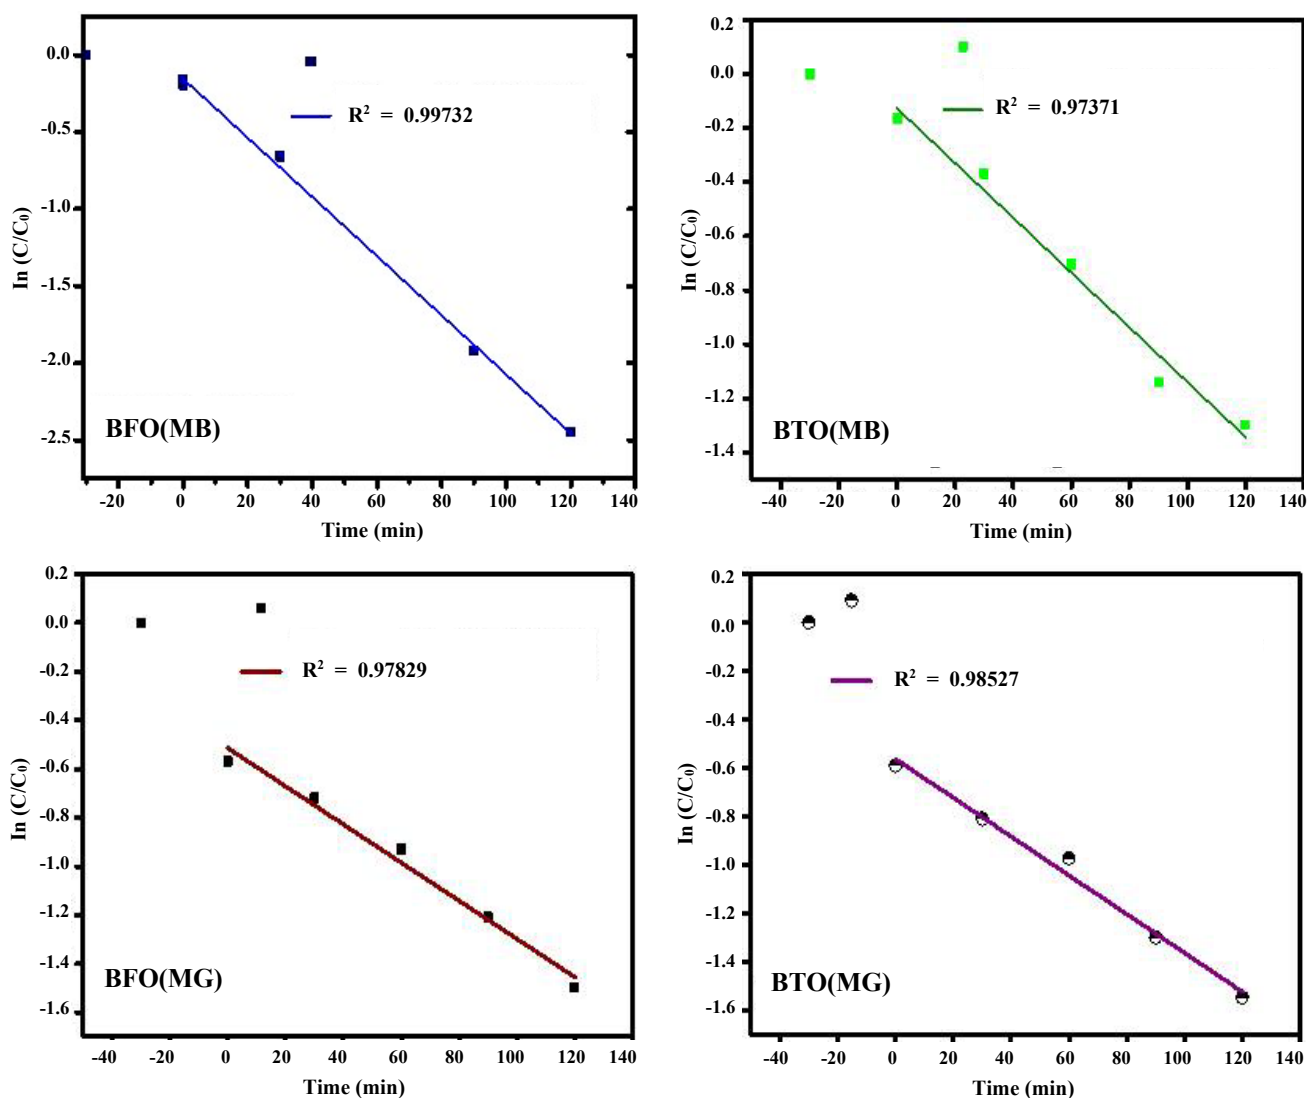 0.0
-0.5
-1.0
-1.5
-2.0
-2.5
In (C/C₀)
R² = 0.99732
BFO(MB)
-20 0 20 40 60 80 100 120 140
Time (min)
0.2
0.0
-0.2
-0.4
-0.6
-0.8
-1.0
-1.2
-1.4
In (C/C₀)
R² = 0.97371
BTO(MB)
-40 -20 0 20 40 60 80 100 120 140
Time (min)
0.2
0.0
-0.2
-0.4
-0.6
-0.8
-1.0
-1.2
-1.4
-1.6
In (C/C₀)
R² = 0.97829
BFO(MG)
-40 -20 0 20 40 60 80 100 120 140
Time (min)
0.2
0.0
-0.2
-0.4
-0.6
-0.8
-1.0
-1.2
-1.4
-1.6
In (C/C₀)
R² = 0.98527
BTO(MG)
-40 -20 0 20 40 60 80 100 120 140
Time (min)